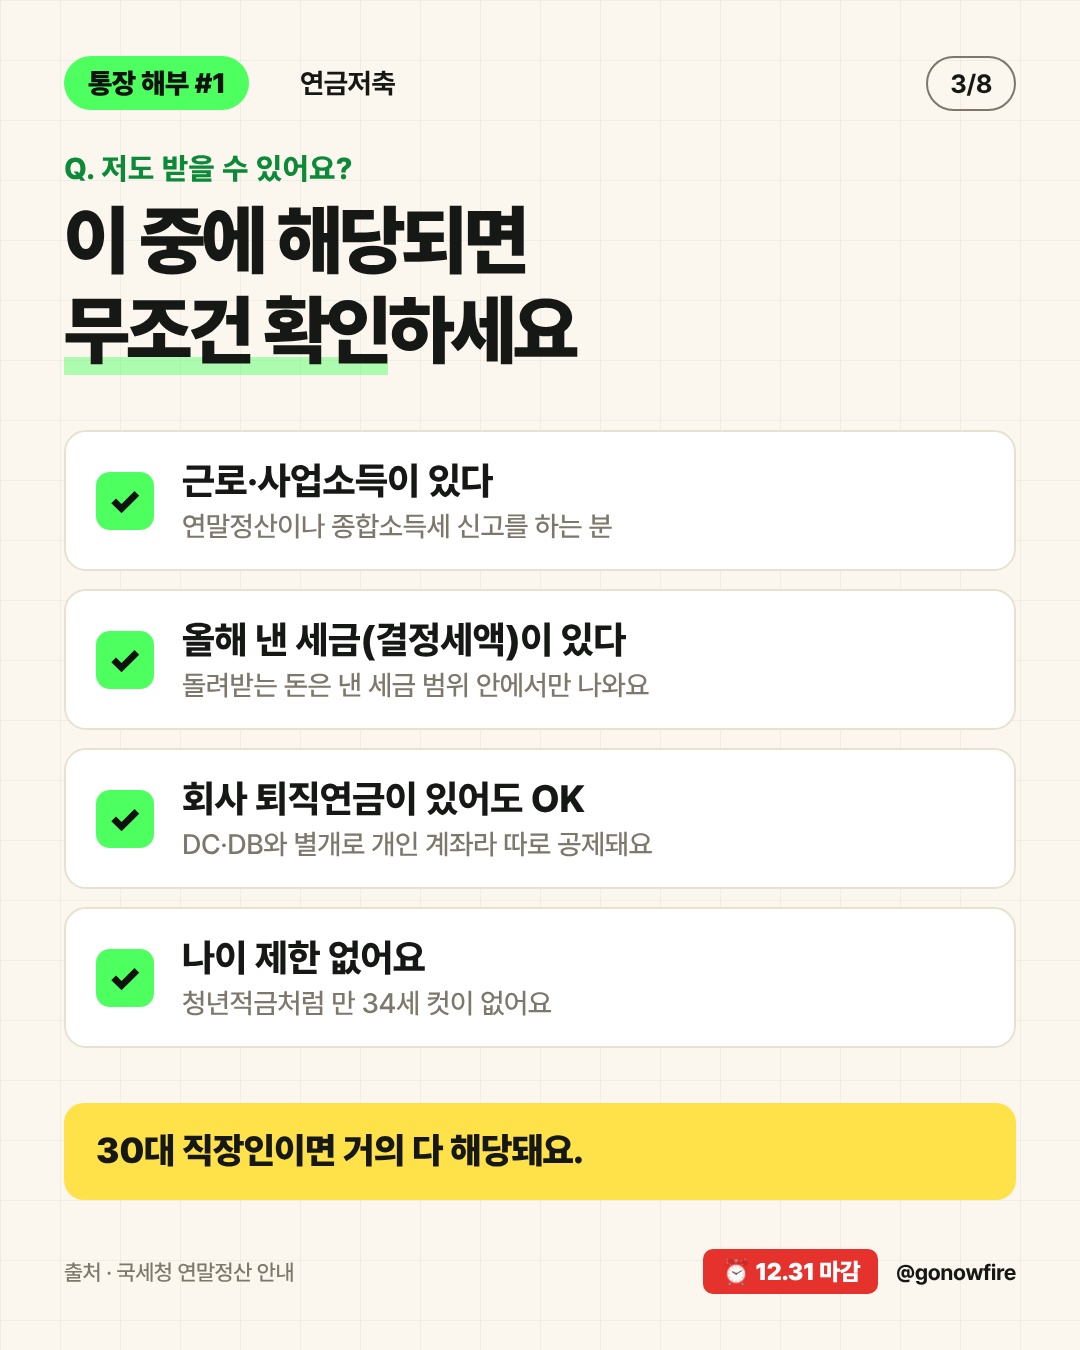 통장 해부 #1
연금저축
3/8
Q. 저도 받을 수 있어요?
이 중에 해당되면
무조건 확인하세요
근로·사업소득이 있다
연말정산이나 종합소득세 신고를 하는 분
올해 낸 세금(결정세액)이 있다
돌려받는 돈은 낸 세금 범위 안에서만 나와요
회사 퇴직연금이 있어도 OK
DC·DB와 별개로 개인 계좌라 따로 공제돼요
나이 제한 없어요
청년적금처럼 만 34세 컷이 없어요
30대 직장인이면 거의 다 해당돼요.
출처 · 국세청 연말정산 안내
⏰ 12.31 마감
@gonowfire